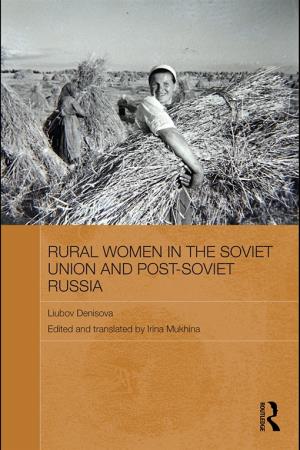 RURAL WOMEN IN THE SOVIET
UNION AND POST-SOVIET
RUSSIA
Liubov Denisova
Edited and translated by Irina Mukhina
ROUTLEDGE